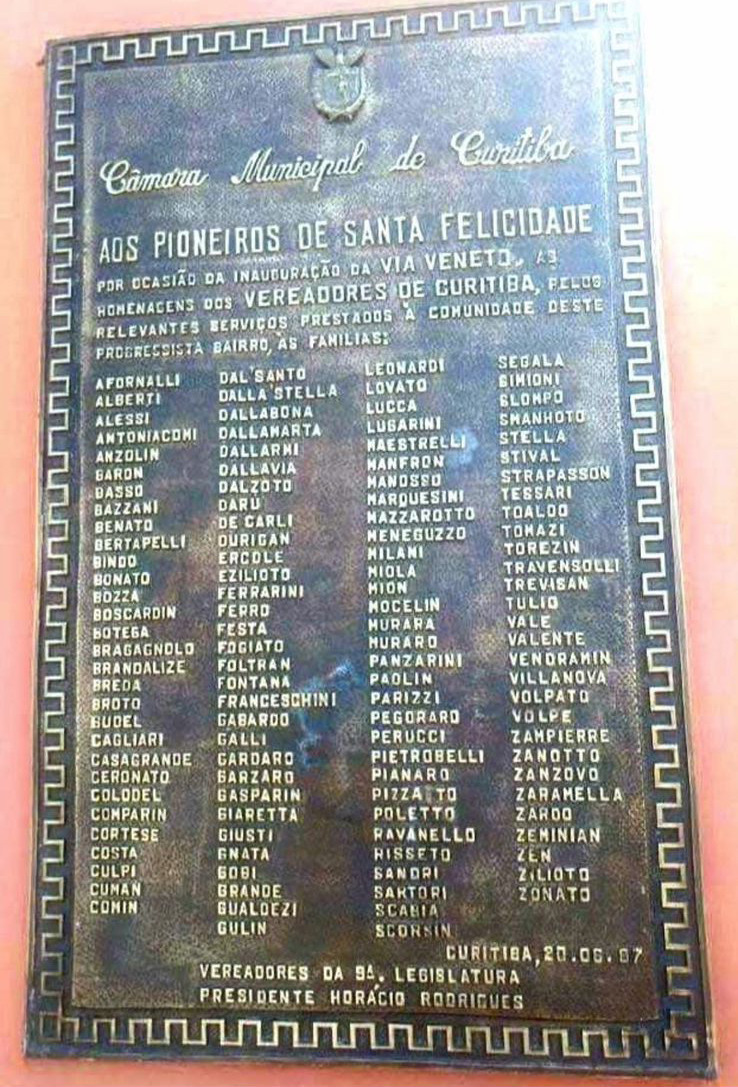 Câmara Municipal de Curitiba
AOS PIONEIROS DE SANTA FELICIDADE
POR OCASIÃO DA INAUGURAÇÃO DA VIA VENETO, AS
HOMENAGENS DOS VEREADORES DE CURITIBA, PELOS
RELEVANTES SERVIÇOS PRESTADOS À COMUNIDADE DESTE
PROGRESSISTA BAIRRO, ÀS FAMILIAS:
AFORNALLI
ALBERTI
ALESSI
ANTONIACOMI
ANZOLIN
BARON
BASSO
BAZZANI
BENATO
BERTAPELLI
BINDO
BONATO
BOZZA
BOSCARDIN
BOTEGA
BRAGAGNOLO
BRANDALIZE
BREDA
BROTO
BUDEL
CAGLIARI
CASAGRANDE
CERONATO
COLODEL
COMPARIN
CORTESE
COSTA
CULPI
CUMAN
COMIN
DAL'SANTO
DALLA'STELLA
DALLABONA
DALLAMARTA
DALLARMI
DALLAVIA
DALZOTO
DARU
DE CARLI
DURIGAN
ERCOLE
EZILIOTO
FERRARINI
FERRO
FESTA
FOGIATO
FOLTRAN
FONTANA
FRANCESCHINI
GABARDO
GALLI
GARDARO
GARZARO
GASPARIN
GIARETTA
GIUSTI
GNATA
GOBI
GRANDE
GUALDEZI
GULIN
LEONARDI
LOVATO
LUCCA
LUGARINI
MAESTRELLI
MANFRON
MANOSSO
MARQUESINI
MAZZAROTTO
MENEGUZZO
MILANI
MIOLA
MION
MOCELIN
MURARA
MURARO
PANZARINI
PAOLIN
PARIZZI
PEGORARO
PERUCCI
PIETROBELLI
PIANARO
PIZZATTO
POLETTO
RAVANELLO
RISSETO
SANDRI
SARTORI
SCABIA
SCORSIN
SEGALA
SIMIONI
SLOMPO
SMANHOTO
STELLA
STIVAL
STRAPASSON
TESSARI
TOALDO
TOMAZI
TOREZIN
TRAVENSOLLI
TREVISAN
TULIO
VALE
VALENTE
VENDRAMIN
VILLANOVA
VOLPATO
VOLPE
ZAMPIERRE
ZANOTTO
ZANZOVO
ZARAMELLA
ZARDO
ZEMINIAN
ZEN
ZILIOTO
ZONATO
CURITIBA, 20.06.87
VEREADORES DA 9ª. LEGISLATURA
PRESIDENTE HORÁCIO RODRIGUES